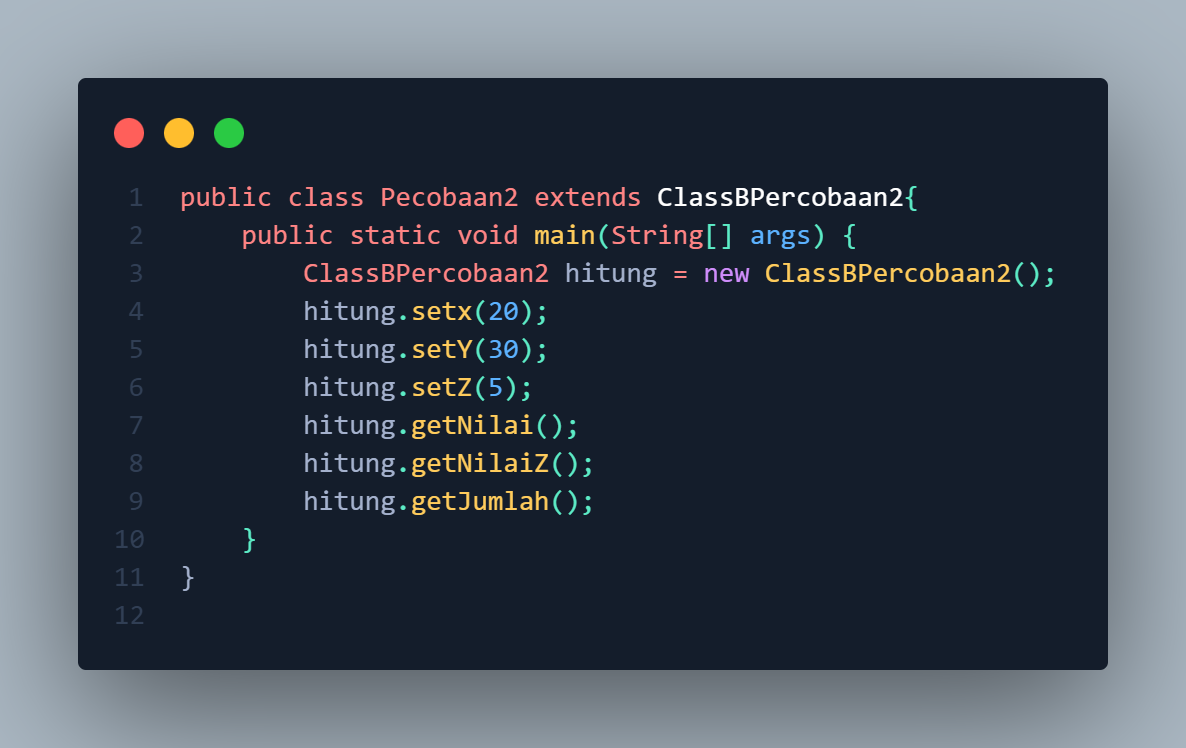 1 public class Pecobaan2 extends ClassBPercobaan2{
2     public static void main(String[] args) {
3         ClassBPercobaan2 hitung = new ClassBPercobaan2();
4         hitung.setx(20);
5         hitung.setY(30);
6         hitung.setZ(5);
7         hitung.getNilai();
8         hitung.getNilaiZ();
9         hitung.getJumlah();
10     }
11 }
12